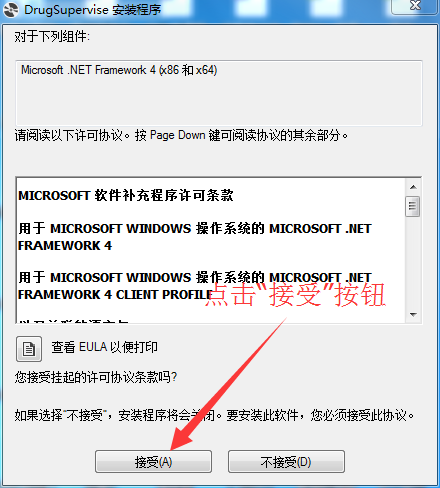 DrugSupervise 安装程序
对于下列组件:
Microsoft .NET Framework 4 (x86 和 x64)
请阅读以下许可协议。按 Page Down 键可阅读协议的其余部分。
MICROSOFT 软件补充程序许可条款
用于 MICROSOFT WINDOWS 操作系统的 MICROSOFT .NET
FRAMEWORK 4
用于 MICROSOFT WINDOWS 操作系统的 MICROSOFT .NET
FRAMEWORK 4 CLIENT PROFILE
点击“接受”按钮
查看 EULA 以便打印
您接受挂起的许可协议条款吗?
如果选择“不接受”,安装程序将会关闭。要安装此软件,您必须接受此协议。
接受(A)
不接受(D)